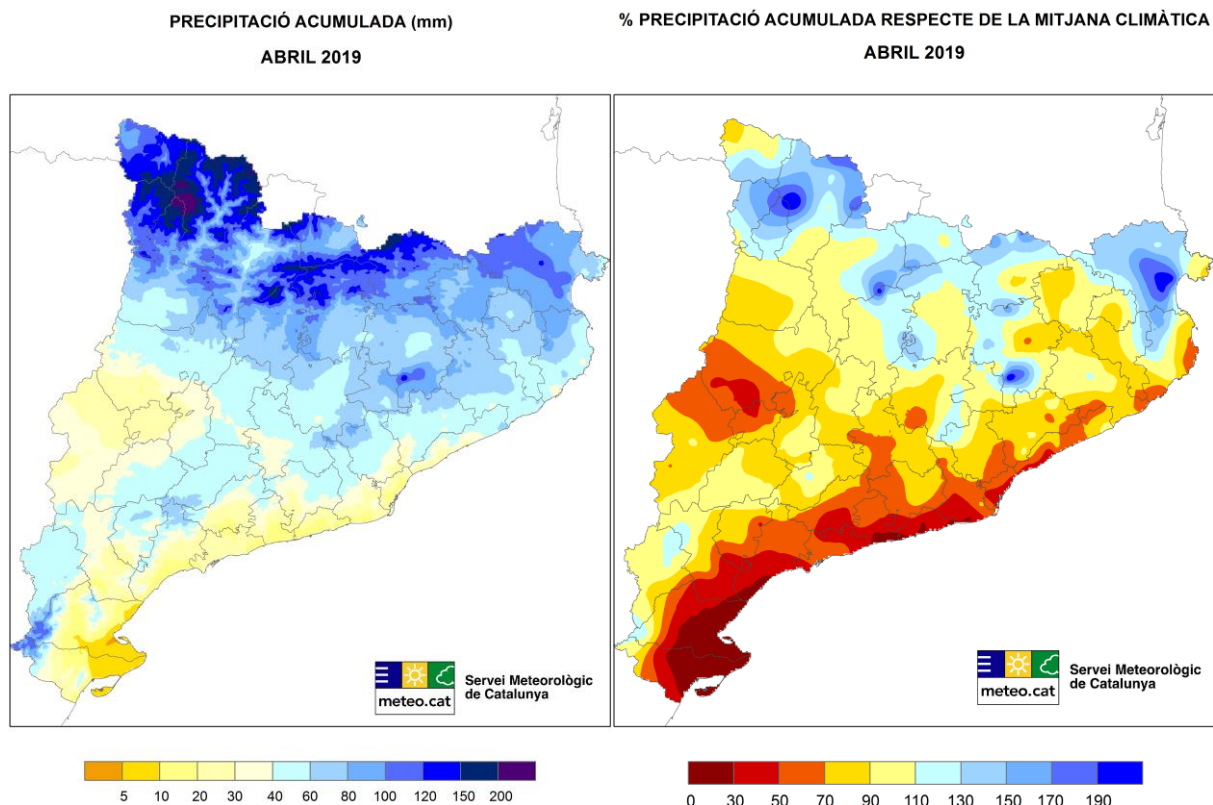 PRECIPITACIÓ ACUMULADA (mm)
ABRIL 2019
% PRECIPITACIÓ ACUMULADA RESPECTE DE LA MITJANA CLIMÀTICA
ABRIL 2019
meteo.cat
Servei Meteorològic
de Catalunya
meteo.cat
Servei Meteorològic
de Catalunya
5 10 20 30 40 60 80 100 120 150 200
0 30 50 70 90 110 130 150 170 190